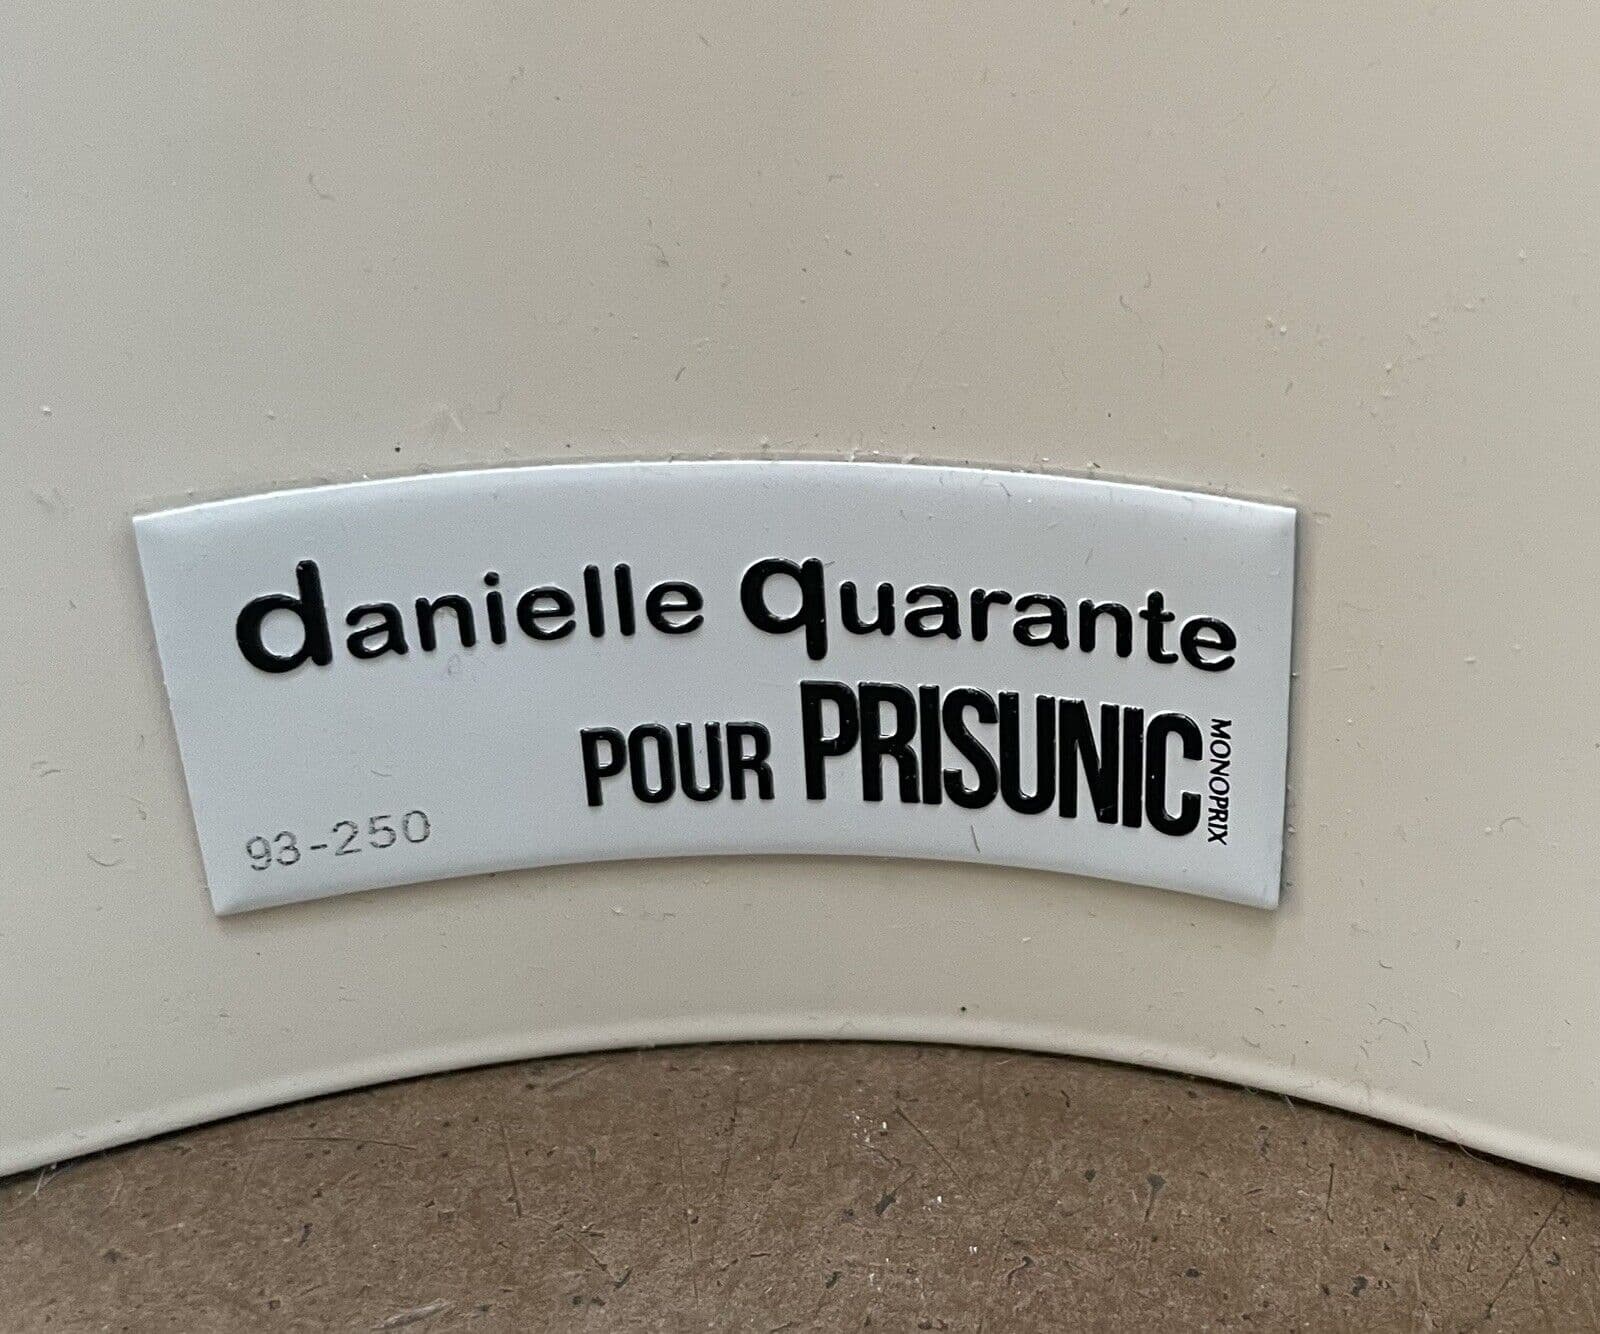 danielle quarante
POUR PRISUNIC
MONOPRIX
93-250